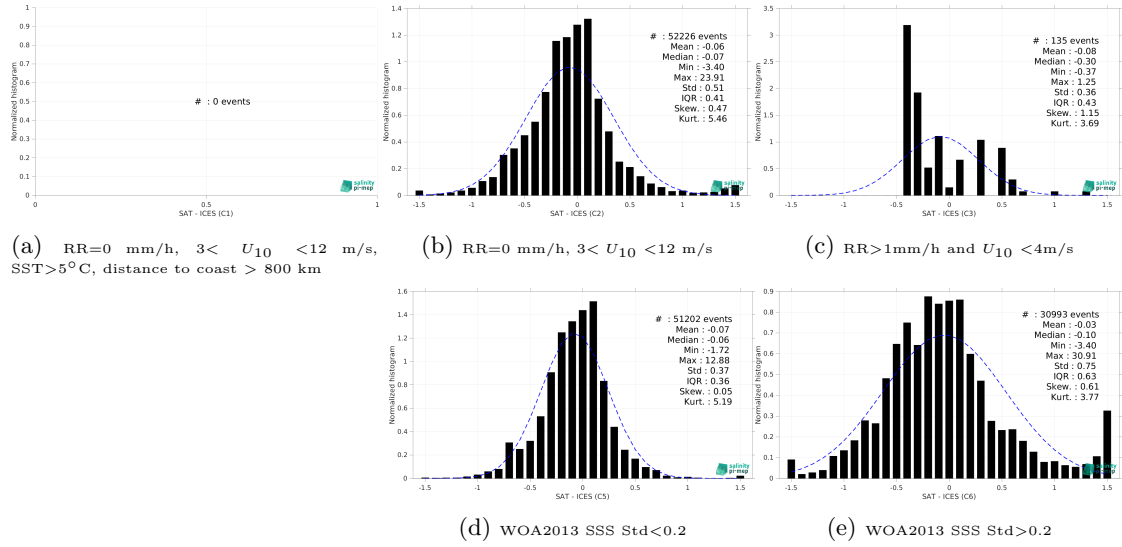 1
0.9
0.8
0.7
0.6
0.5
0.4
0.3
0.2
0.1
0
Normalized histogram
# : 0 events
salinity
pi-mep
0 0.5 1
SAT - ICES (C1)
(a) RR=0 mm/h, 3< U10 <12 m/s,
SST>5°C, distance to coast > 800 km
1.4
1.2
1
0.8
0.6
0.4
0.2
0
Normalized histogram
# : 52226 events
Mean : -0.06
Median : -0.07
Min : -3.40
Max : 23.91
Std : 0.51
IQR : 0.41
Skew. : 0.47
Kurt. : 5.46
salinity
pi-mep
-1.5 -1 -0.5 0 0.5 1 1.5
SAT - ICES (C2)
(b) RR=0 mm/h, 3< U10 <12 m/s
3.5
3
2.5
2
1.5
1
0.5
0
Normalized histogram
# : 135 events
Mean : -0.08
Median : -0.30
Min : -0.37
Max : 1.25
Std : 0.36
IQR : 0.43
Skew. : 1.15
Kurt. : 3.69
salinity
pi-mep
-1.5 -1 -0.5 0 0.5 1 1.5
SAT - ICES (C3)
(c) RR>1mm/h and U10 <4m/s
1.6
1.4
1.2
1
0.8
0.6
0.4
0.2
0
Normalized histogram
# : 51202 events
Mean : -0.07
Median : -0.06
Min : -1.72
Max : 12.88
Std : 0.37
IQR : 0.36
Skew. : 0.05
Kurt. : 5.19
salinity
pi-mep
-1.5 -1 -0.5 0 0.5 1 1.5
SAT - ICES (C5)
(d) WOA2013 SSS Std<0.2
0.9
0.8
0.7
0.6
0.5
0.4
0.3
0.2
0.1
0
Normalized histogram
# : 30993 events
Mean : -0.03
Median : -0.10
Min : -3.40
Max : 30.91
Std : 0.75
IQR : 0.63
Skew. : 0.61
Kurt. : 3.77
salinity
pi-mep
-1.5 -1 -0.5 0 0.5 1 1.5
SAT - ICES (C6)
(e) WOA2013 SSS Std>0.2